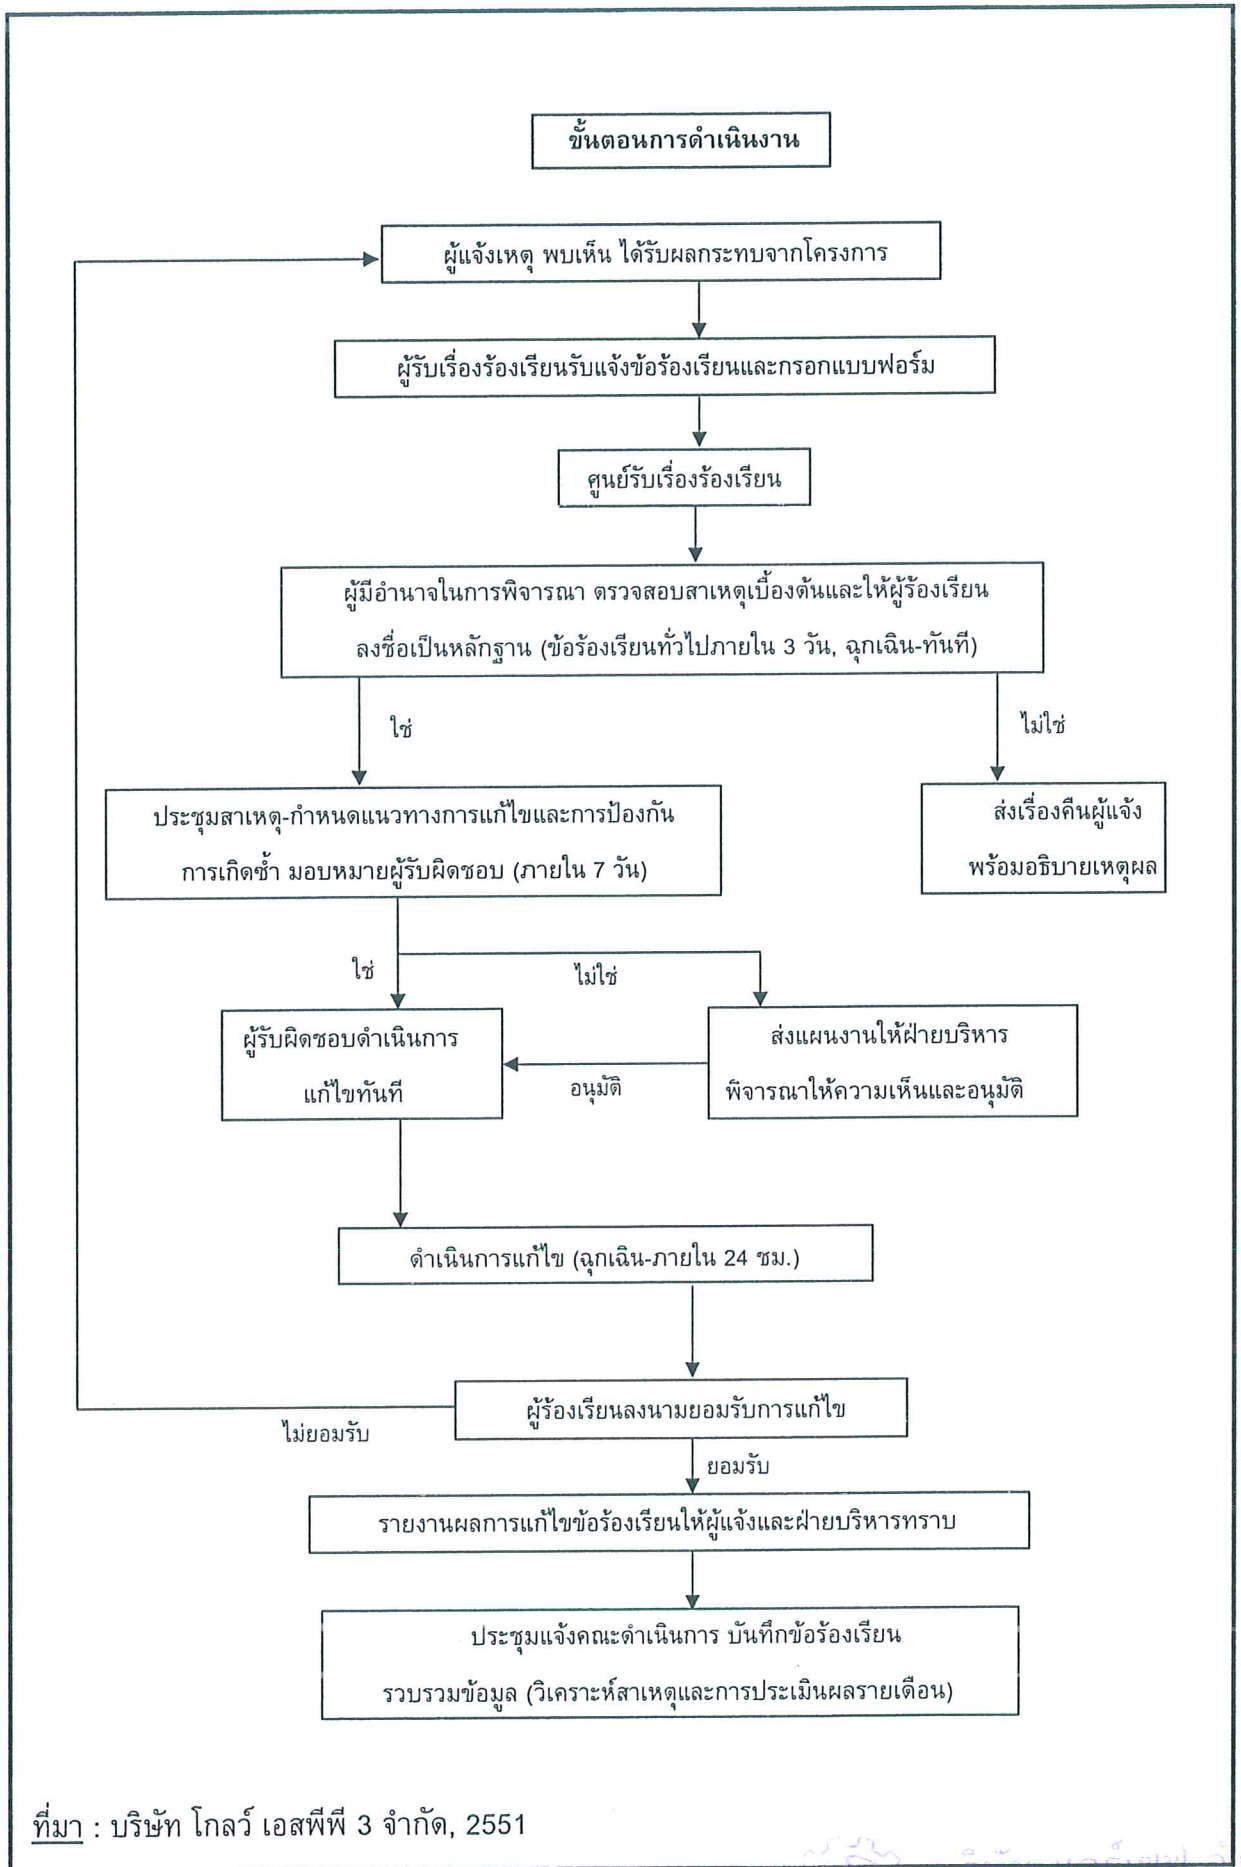 ขั้นตอนการดำเนินงาน
ผู้แจ้งเหตุ พบเห็น ได้รับผลกระทบจากโครงการ
ผู้รับเรื่องร้องเรียนรับแจ้งข้อร้องเรียนและกรอกแบบฟอร์ม
ศูนย์รับเรื่องร้องเรียน
ผู้มีอำนาจในการพิจารณา ตรวจสอบสาเหตุเบื้องต้นและให้ผู้ร้องเรียน
ลงชื่อเป็นหลักฐาน (ข้อร้องเรียนทั่วไปภายใน 3 วัน, ฉุกเฉิน-ทันที)
ใช่
ไม่ใช่
ประชุมสาเหตุ-กำหนดแนวทางการแก้ไขและการป้องกัน
การเกิดซ้ำ มอบหมายผู้รับผิดชอบ (ภายใน 7 วัน)
ส่งเรื่องคืนผู้แจ้ง
พร้อมอธิบายเหตุผล
ใช่
ไม่ใช่
ผู้รับผิดชอบดำเนินการ
แก้ไขทันที
อนุมัติ
ส่งแผนงานให้ฝ่ายบริหาร
พิจารณาให้ความเห็นและอนุมัติ
ดำเนินการแก้ไข (ฉุกเฉิน-ภายใน 24 ชม.)
ผู้ร้องเรียนลงนามยอมรับการแก้ไข
ไม่ยอมรับ
ยอมรับ
รายงานผลการแก้ไขข้อร้องเรียนให้ผู้แจ้งและฝ่ายบริหารทราบ
ประชุมแจ้งคณะดำเนินการ บันทึกข้อร้องเรียน
รวบรวมข้อมูล (วิเคราะห์สาเหตุและการประเมินผลรายเดือน)
ที่มา : บริษัท โกลว์ เอสพีพี 3 จำกัด, 2551